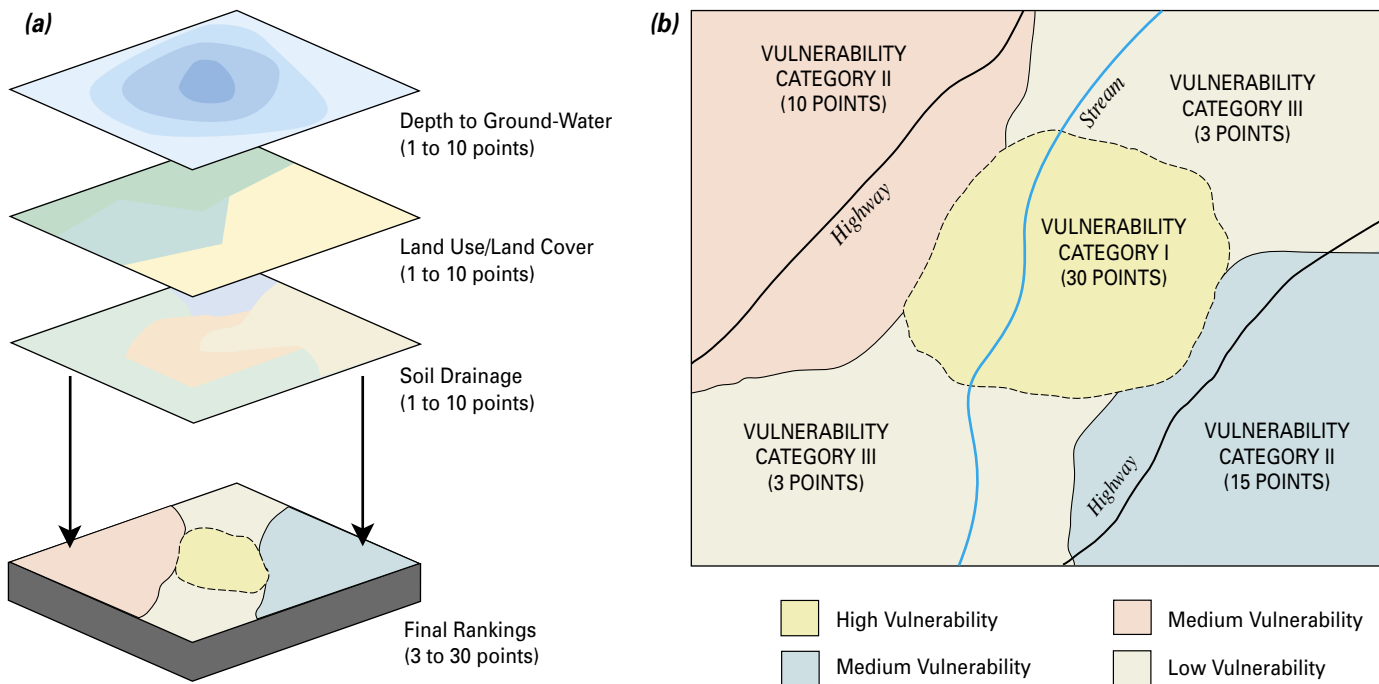 (a)
Depth to Ground-Water
(1 to 10 points)
Land Use/Land Cover
(1 to 10 points)
Soil Drainage
(1 to 10 points)
Final Rankings
(3 to 30 points)
(b)
VULNERABILITY
CATEGORY II
(10 POINTS)
Highway
Stream
VULNERABILITY
CATEGORY III
(3 POINTS)
VULNERABILITY
CATEGORY I
(30 POINTS)
VULNERABILITY
CATEGORY III
(3 POINTS)
Highway
VULNERABILITY
CATEGORY II
(15 POINTS)
High Vulnerability
Medium Vulnerability
Medium Vulnerability
Low Vulnerability